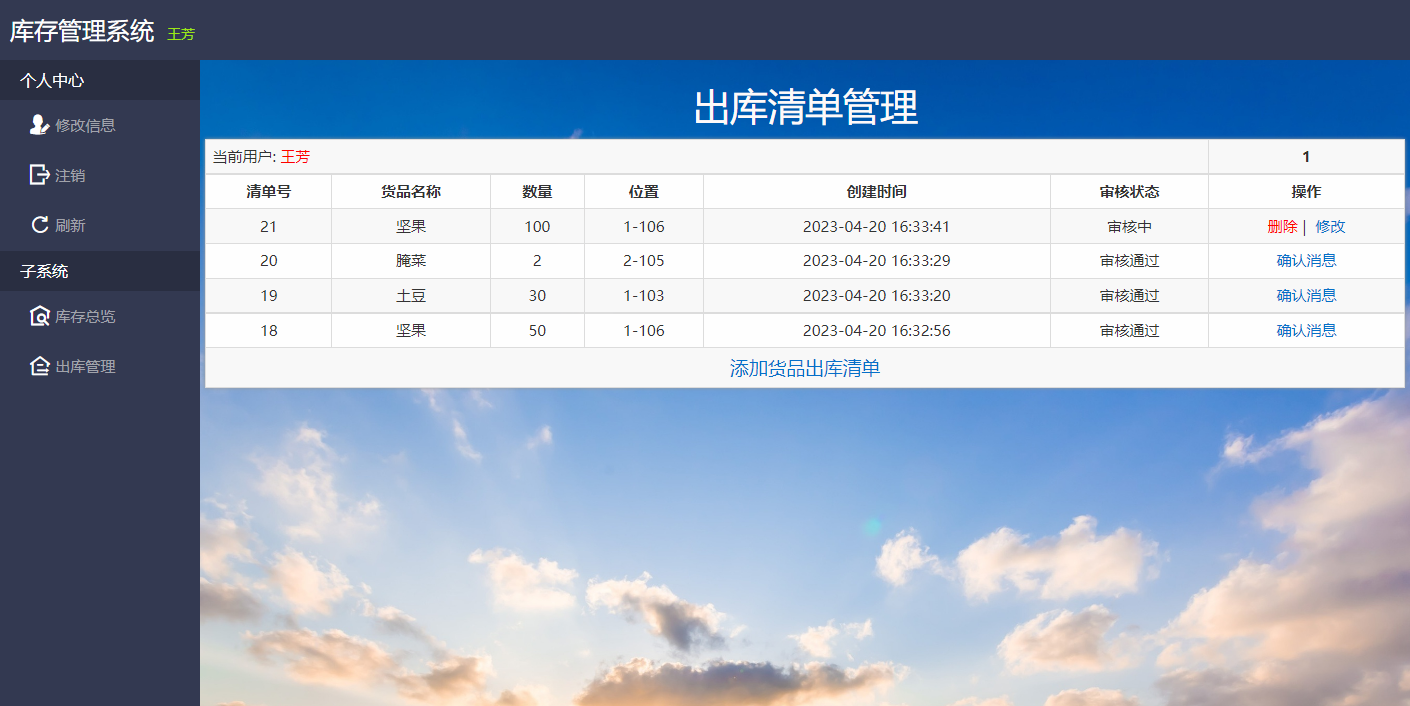 库存管理系统 王芳
个人中心
修改信息
注销
刷新
子系统
库存总览
出库管理
出库清单管理
当前用户: 王芳 1
清单号 货品名称 数量 位置 创建时间 审核状态 操作
21 坚果 100 1-106 2023-04-20 16:33:41 审核中 删除 | 修改
20 腌菜 2 2-105 2023-04-20 16:33:29 审核通过 确认消息
19 土豆 30 1-103 2023-04-20 16:33:20 审核通过 确认消息
18 坚果 50 1-106 2023-04-20 16:32:56 审核通过 确认消息
添加货品出库清单